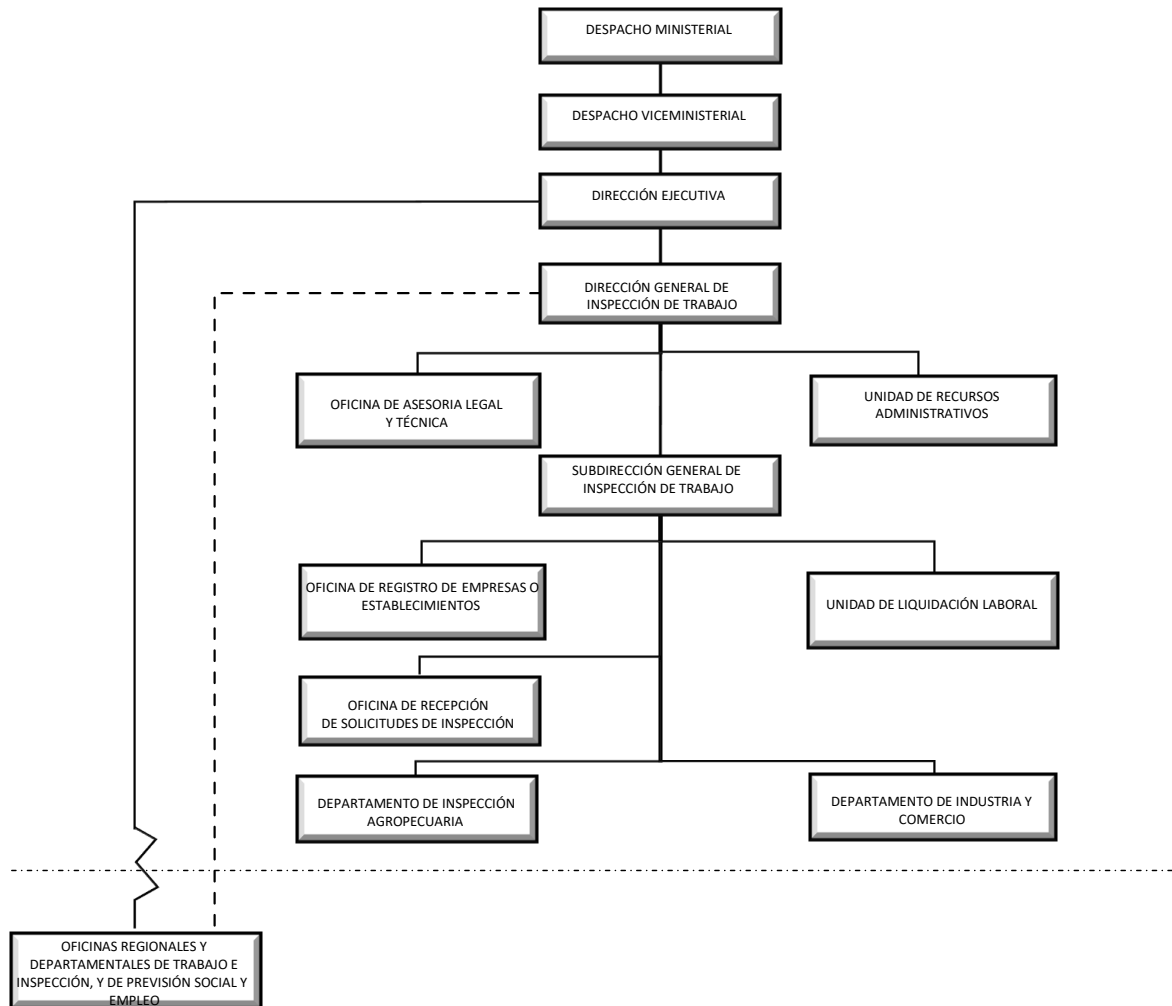 DESPACHO MINISTERIAL
DESPACHO VICEMINISTERIAL
DIRECCIÓN EJECUTIVA
DIRECCIÓN GENERAL DE
INSPECCIÓN DE TRABAJO
OFICINA DE ASESORIA LEGAL
Y TÉCNICA
UNIDAD DE RECURSOS
ADMINISTRATIVOS
SUBDIRECCIÓN GENERAL DE
INSPECCIÓN DE TRABAJO
OFICINA DE REGISTRO DE EMPRESAS O
ESTABLECIMIENTOS
UNIDAD DE LIQUIDACIÓN LABORAL
OFICINA DE RECEPCIÓN
DE SOLICITUDES DE INSPECCIÓN
DEPARTAMENTO DE INSPECCIÓN
AGROPECUARIA
DEPARTAMENTO DE INDUSTRIA Y
COMERCIO
OFICINAS REGIONALES Y
DEPARTAMENTALES DE TRABAJO E
INSPECCIÓN, Y DE PREVISIÓN SOCIAL Y
EMPLEO